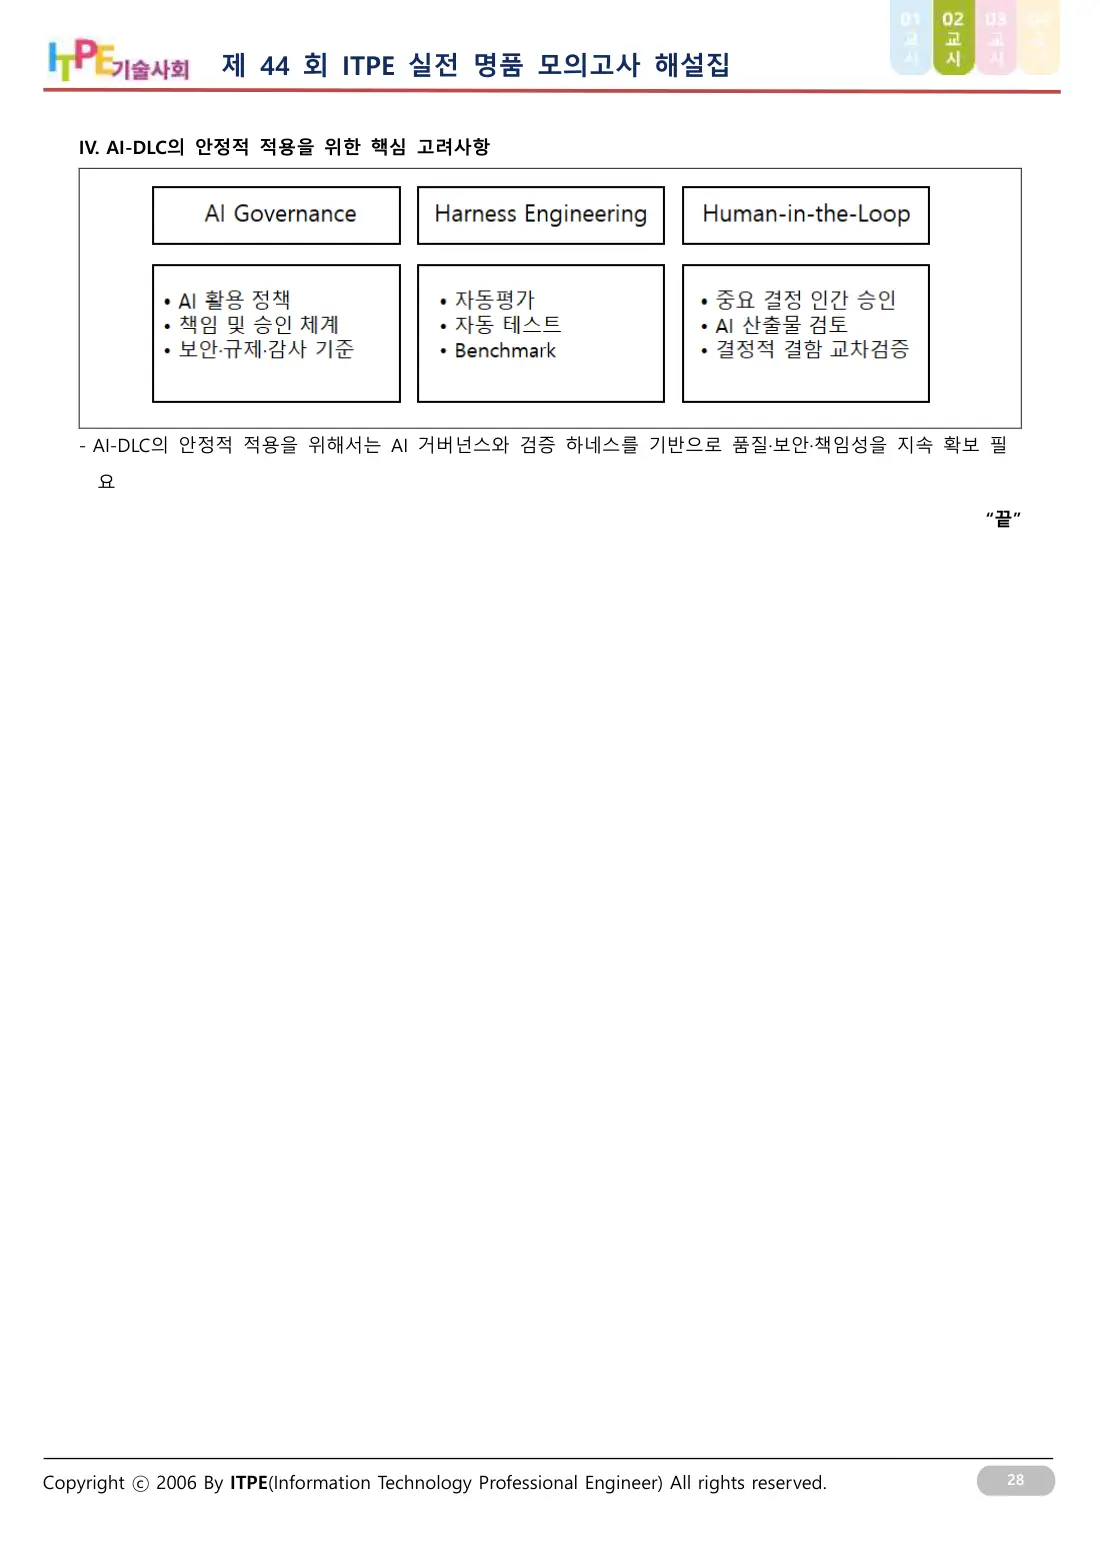 ITPE기술사회 제 44 회 ITPE 실전 명품 모의고사 해설집
01 교시
02 교시
03 교시
IV. AI-DLC의 안정적 적용을 위한 핵심 고려사항
AI Governance
• AI 활용 정책
• 책임 및 승인 체계
• 보안·규제·감사 기준
Harness Engineering
• 자동평가
• 자동 테스트
• Benchmark
Human-in-the-Loop
• 중요 결정 인간 승인
• AI 산출물 검토
• 결정적 결함 교차검증
- AI-DLC의 안정적 적용을 위해서는 AI 거버넌스와 검증 하네스를 기반으로 품질·보안·책임성을 지속 확보 필
요
“끝”
Copyright ⓒ 2006 By ITPE(Information Technology Professional Engineer) All rights reserved.
28